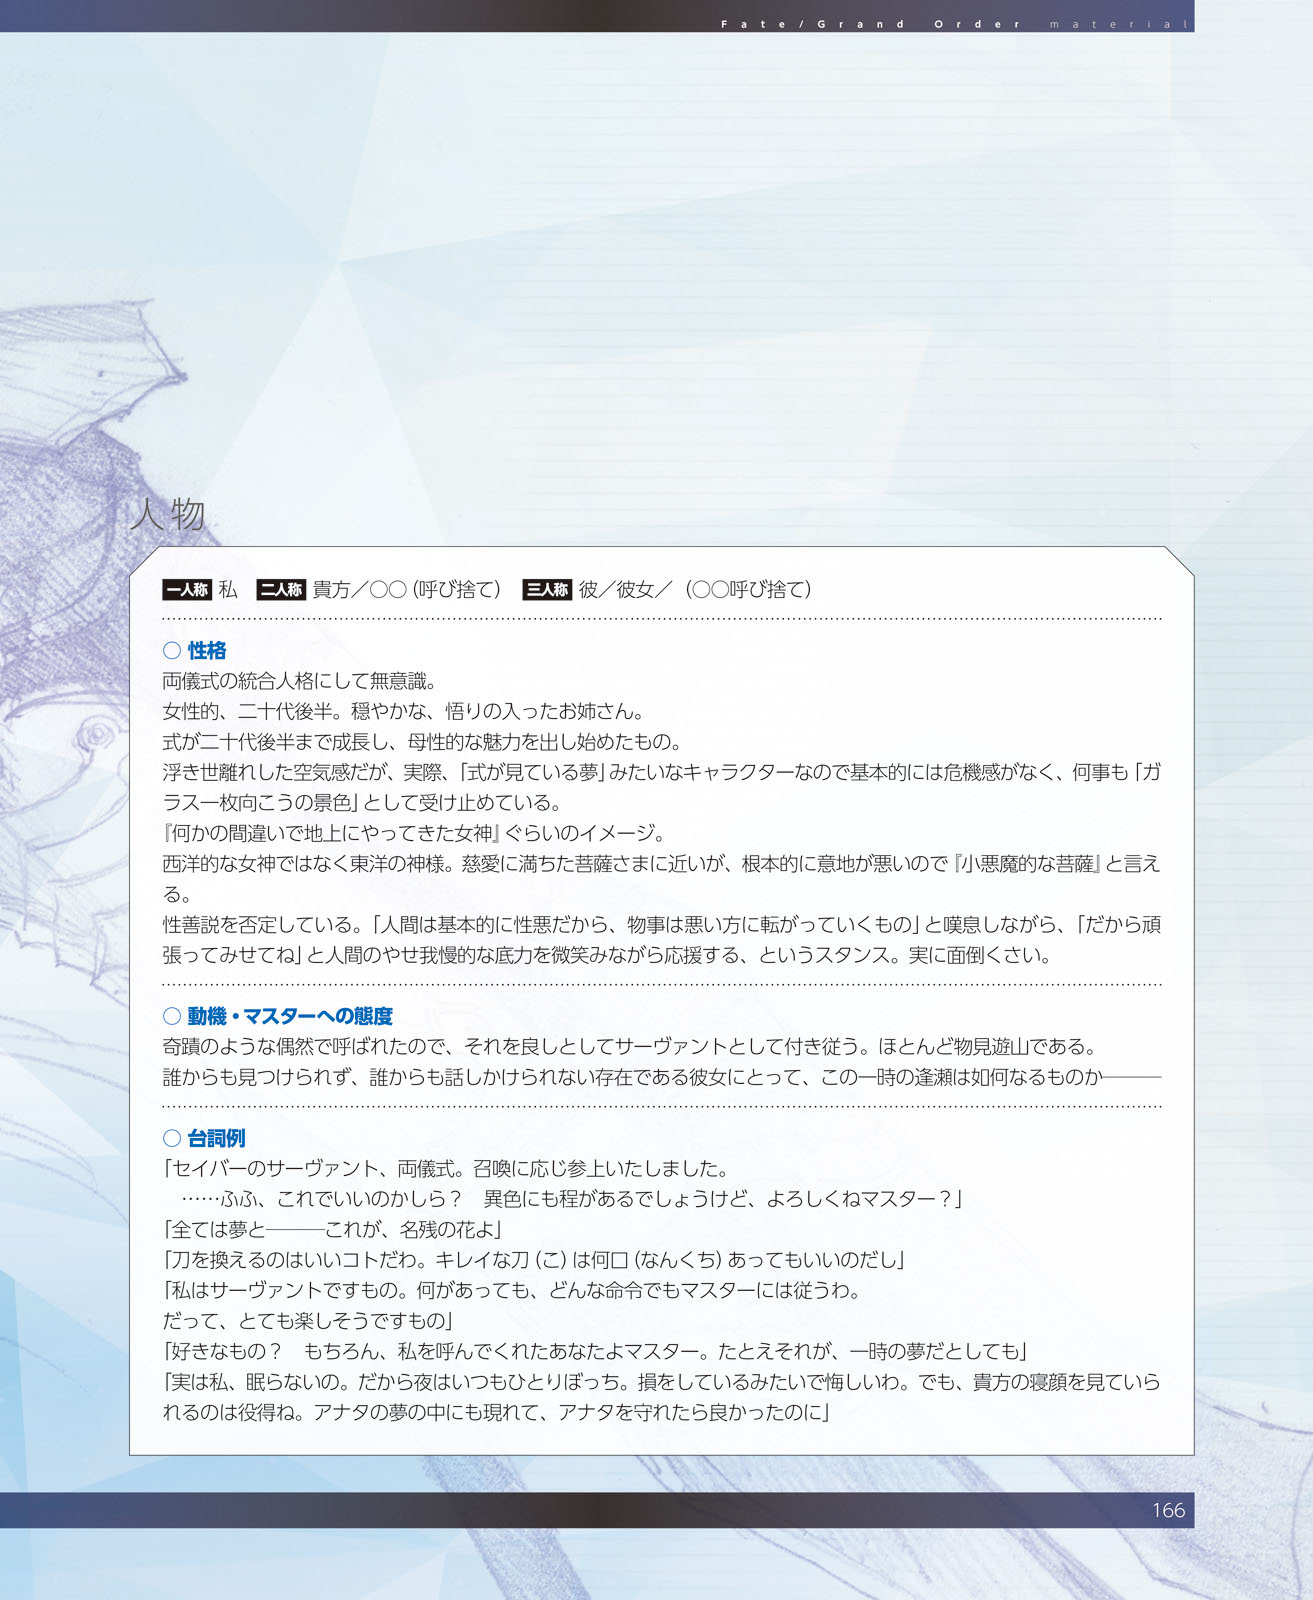 Fate/Grand Order material
人物
一人称 私 二人称 貴方／○○（呼び捨て） 三人称 彼／彼女／（○○呼び捨て）
○ 性格
両儀式の統合人格にして無意識。
女性的、二十代後半。穏やかな、悟りの入ったお姉さん。
式が二十代後半まで成長し、母性的な魅力を出し始めたもの。
浮き世離れした空気感だが、実際、「式が見ている夢」みたいなキャラクターなので基本的には危機感がなく、何事も「ガ
ラス一枚向こうの景色」として受け止めている。
『何かの間違いで地上にやってきた女神』ぐらいのイメージ。
西洋的な女神ではなく東洋の神様。慈愛に満ちた菩薩さまに近いが、根本的に意地が悪いので『小悪魔的な菩薩』と言え
る。
性善説を否定している。「人間は基本的に性悪だから、物事は悪い方に転がっていくもの」と嘆息しながら、「だから頑
張ってみせてね」と人間のやせ我慢的な底力を微笑みながら応援する、というスタンス。実に面倒くさい。
○ 動機・マスターへの態度
奇蹟のような偶然で呼ばれたので、それを良しとしてサーヴァントとして付き従う。ほとんど物見遊山である。
誰からも見つけられず、誰からも話しかけられない存在である彼女にとって、この一時の逢瀬は如何なるものか―――
○ 台詞例
「セイバーのサーヴァント、両儀式。召喚に応じ参上いたしました。
……ふふ、これでいいのかしら？　異色にも程があるでしょうけど、よろしくねマスター？」
「全ては夢と―――これが、名残の花よ」
「刀を換えるのはいいコトだわ。キレイな刀（こ）は何口（なんくち）あってもいいのだし」
「私はサーヴァントですもの。何があっても、どんな命令でもマスターには従うわ。
だって、とても楽しそうですもの」
「好きなもの？　もちろん、私を呼んでくれたあなたよマスター。たとえそれが、一時の夢だとしても」
「実は私、眠らないの。だから夜はいつもひとりぼっち。損をしているみたいで悔しいわ。でも、貴方の寝顔を見ていら
れるのは役得ね。アナタの夢の中にも現れて、アナタを守れたら良かったのに」
166